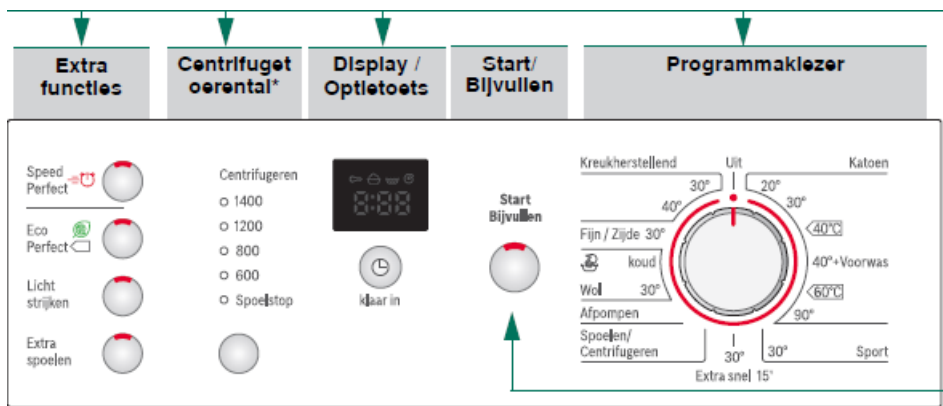 Extra
functies
Centrifuget
oerental*
Display /
Optietoets
Start/
Bijvullen
Programmakiezer
Speed
Perfect
Eco
Perfect
Licht
strijken
Extra
spoelen
Centrifugeren
1400
1200
800
600
Spoelstop
8:88
klaar in
Start
Bijvullen
Kreukherstellend
Uit
Katoen
30°
20°
40°
30°
Fijn / Zijde 30°
40°C
koud
40°+Voorwas
Wol 30°
60°C
Afpompen
90°
Spoelen/
Centrifugeren
30°
30°
Sport
Extra snel 15'